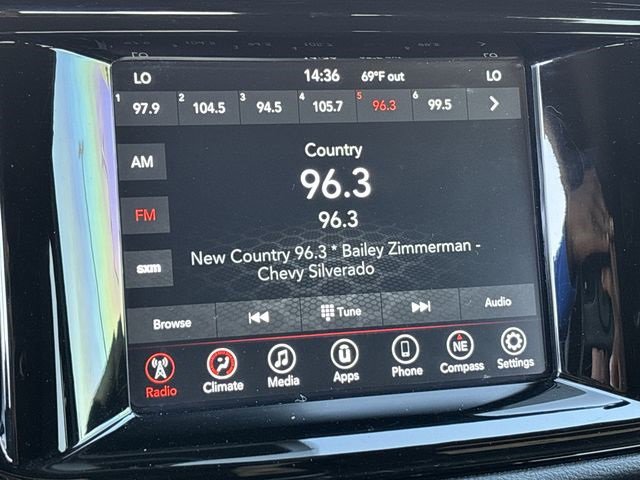 LO 14:36 69°F out LO
1 97.9 2 104.5 3 94.5 4 105.7 5 96.3 6 99.5
AM
Country
96.3
FM
96.3
sxm
New Country 96.3 * Bailey Zimmerman -
Chevy Silverado
Browse Tune Audio
Radio Climate Media Apps Phone NE Compass Settings